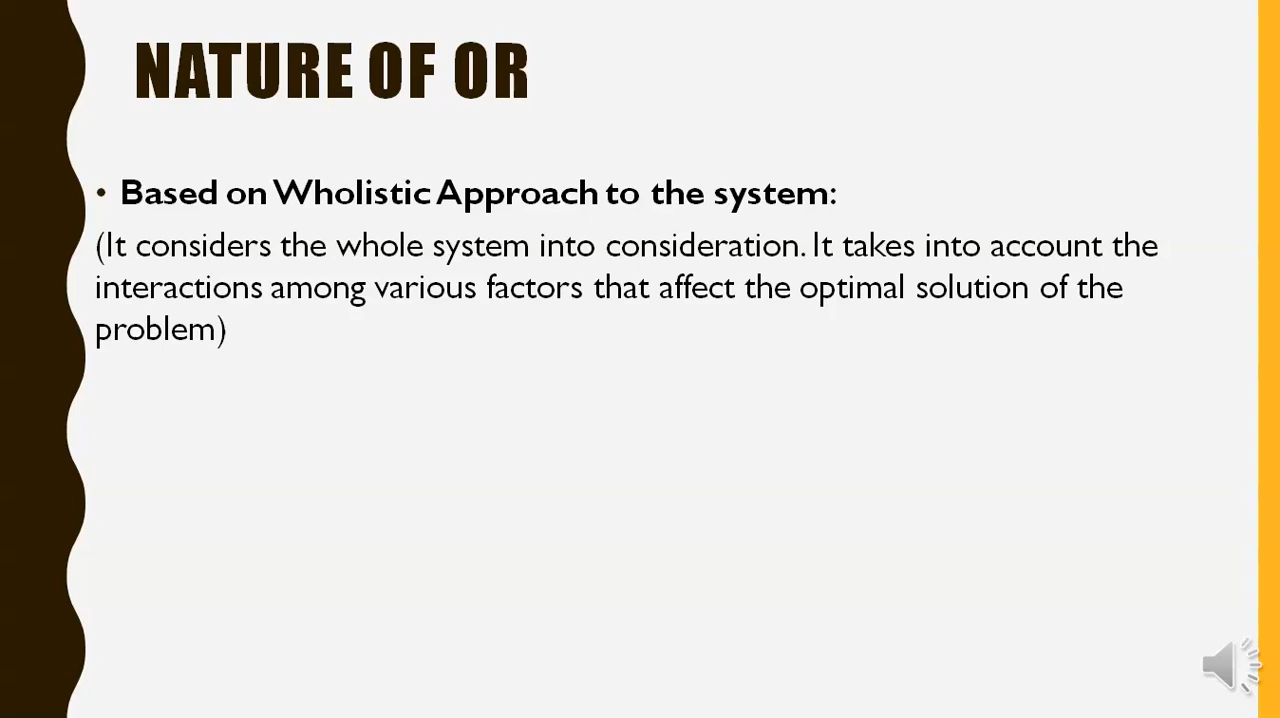 NATURE OF OR
• Based on Wholistic Approach to the system:
(It considers the whole system into consideration. It takes into account the
interactions among various factors that affect the optimal solution of the
problem)